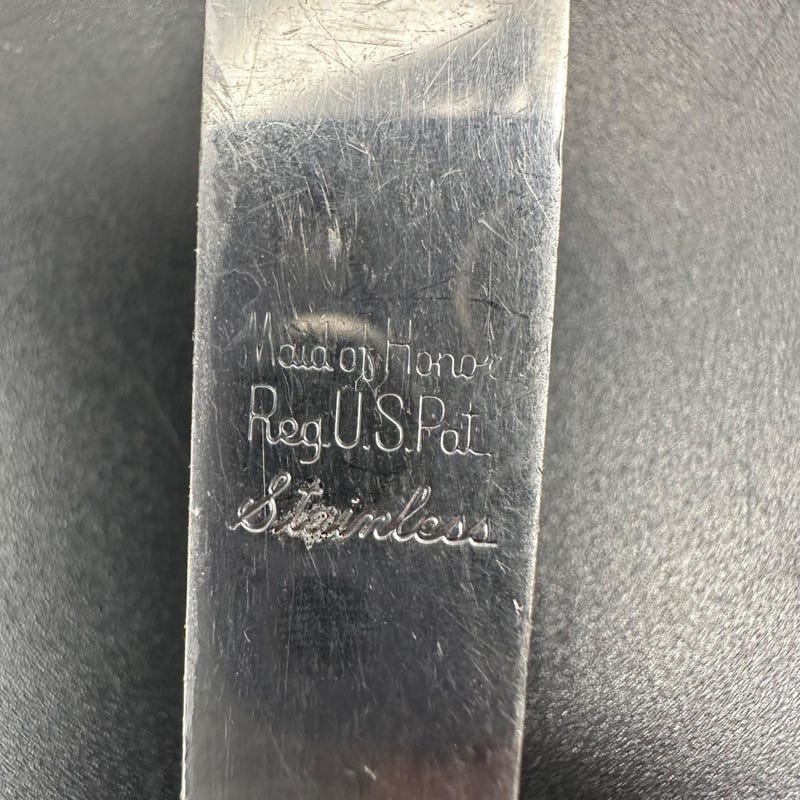 Maid of Honor
Reg. U.S. Pat.
Stainless